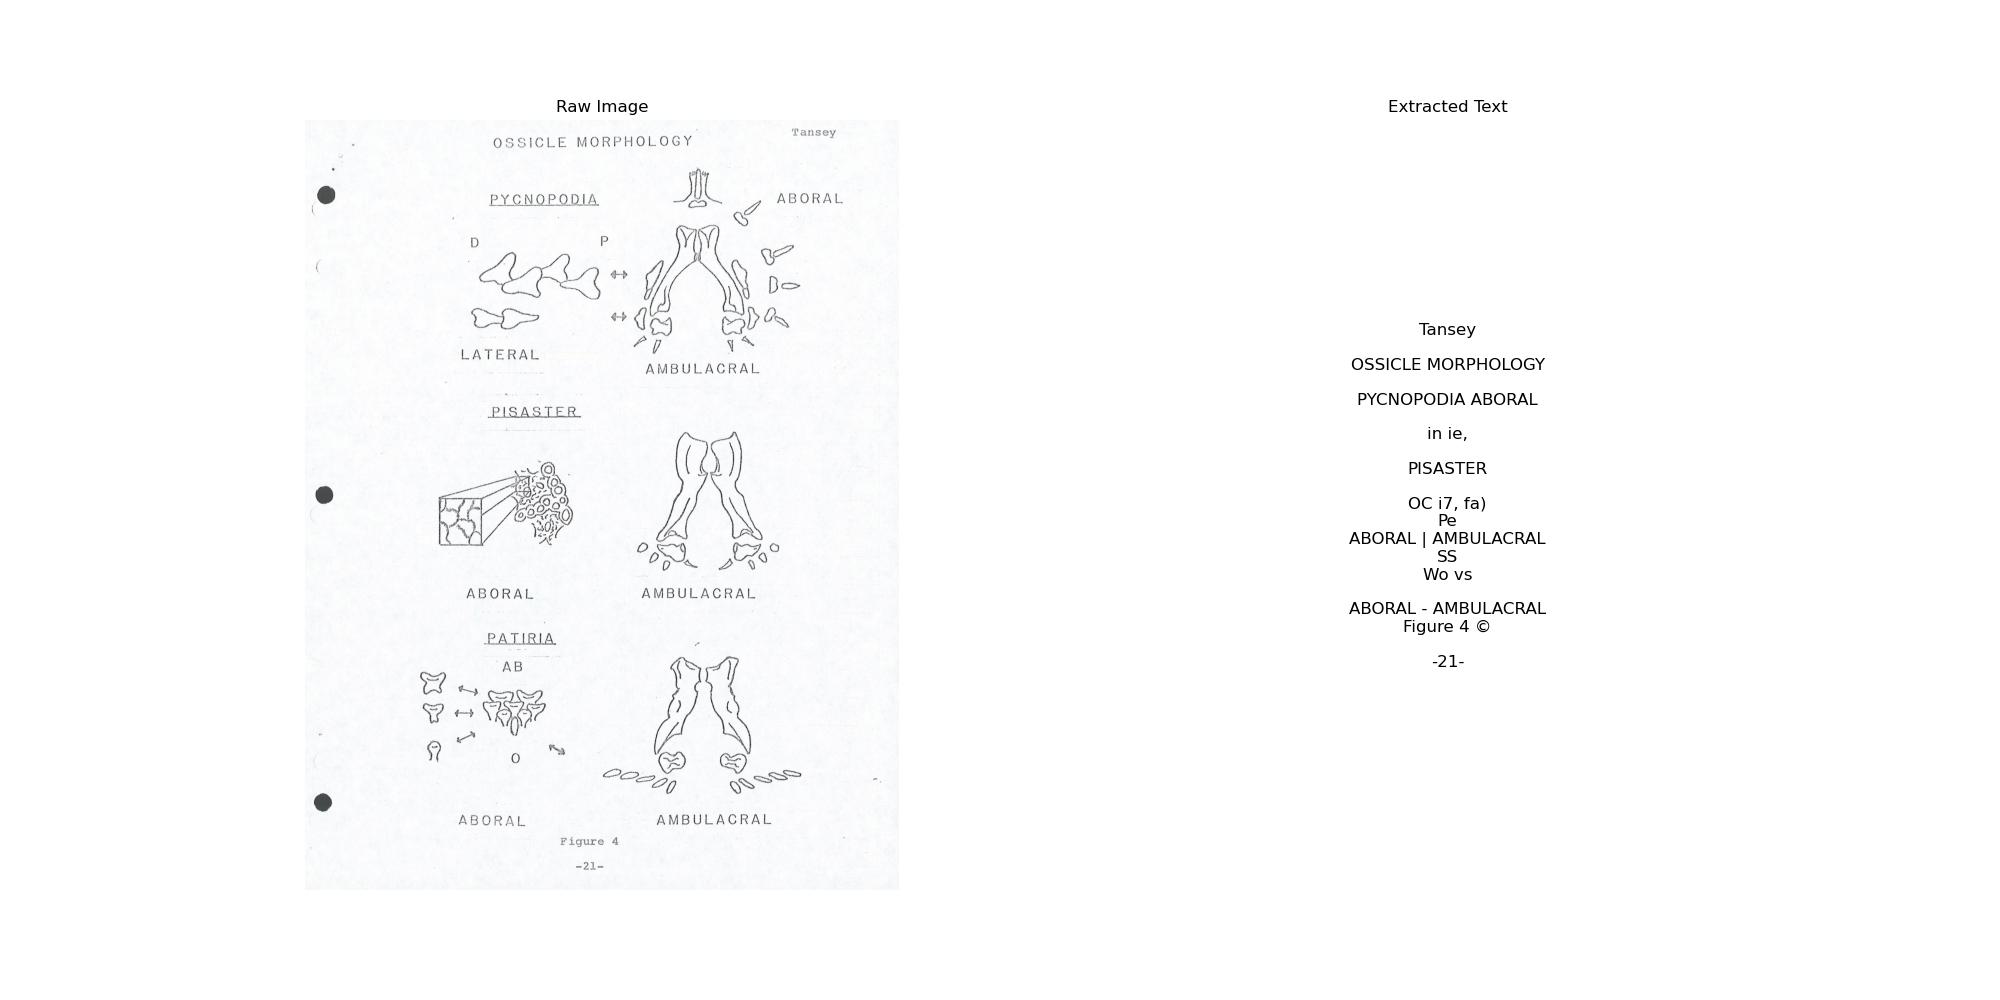 Raw Image
Tansey
OSSICLE MORPHOLOGY
PYCNOPODIA
ABORAL
D P
LATERAL
AMBULACRAL
PISASTER
ABORAL AMBULACRAL
PATIRIA
AB
O
ABORAL AMBULACRAL
Figure 4
-21-
Extracted Text
Tansey
OSSICLE MORPHOLOGY
PYCNOPODIA ABORAL
in ie,
PISASTER
OC i7, fa)
Pe
ABORAL | AMBULACRAL
SS
Wo vs
ABORAL - AMBULACRAL
Figure 4 ©
-21-